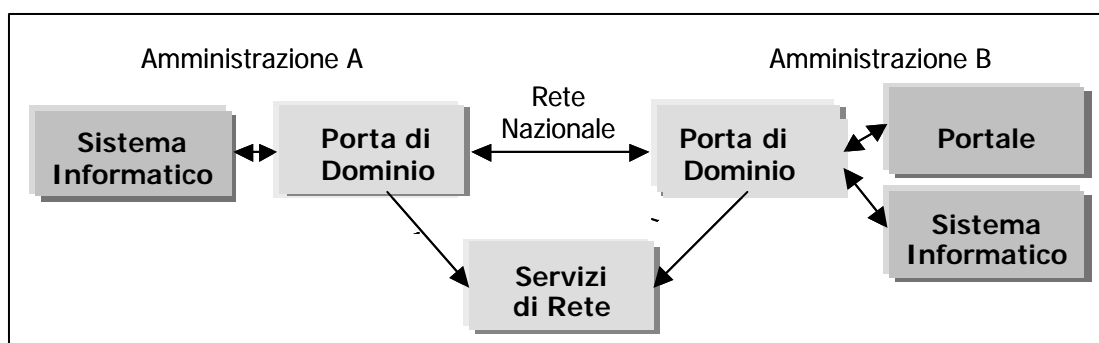 Amministrazione A
Amministrazione B
Rete
Nazionale
Sistema
Informatico
Porta di
Dominio
Porta di
Dominio
Portale
Sistema
Informatico
Servizi
di Rete